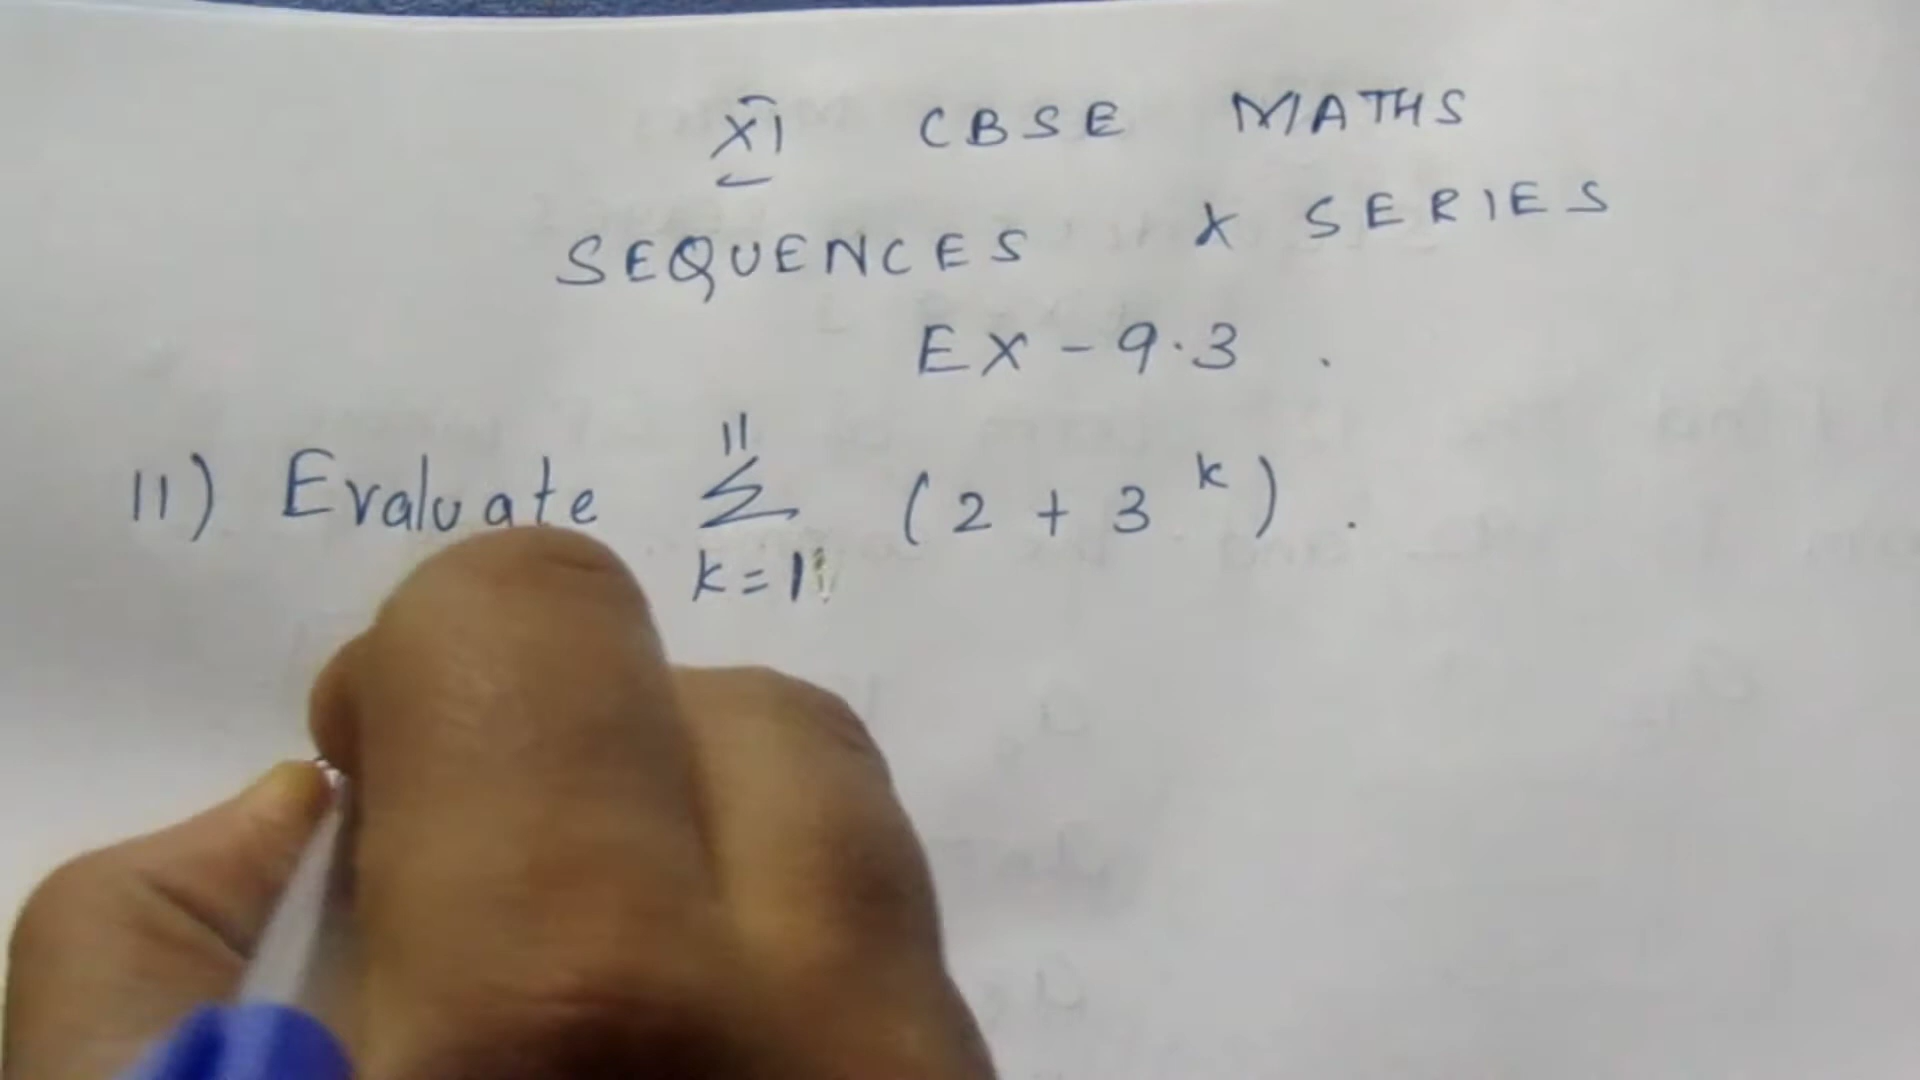 XI CBSE MATHS
SEQUENCES X SERIES
EX - 9.3 .
11) Evaluate 11 Σ k=1 (2 + 3^k) .